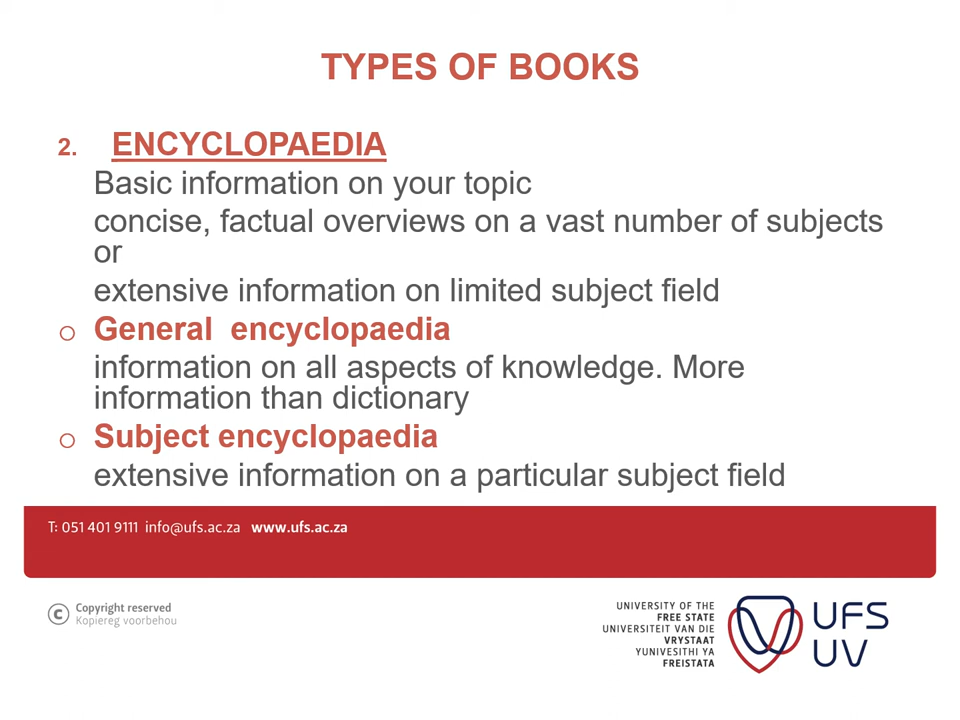 TYPES OF BOOKS
2. ENCYCLOPAEDIA
Basic information on your topic
concise, factual overviews on a vast number of subjects
or
extensive information on limited subject field
o General encyclopaedia
information on all aspects of knowledge. More
information than dictionary
o Subject encyclopaedia
extensive information on a particular subject field
T: 051 401 9111 info@ufs.ac.za www.ufs.ac.za
© Copyright reserved
Kopiereg voorbehou
UNIVERSITY OF THE
FREE STATE
UNIVERSITEIT VAN DIE
VRYSTAAT
YUNIVESITHI YA
FREISTATA
UFS
UV